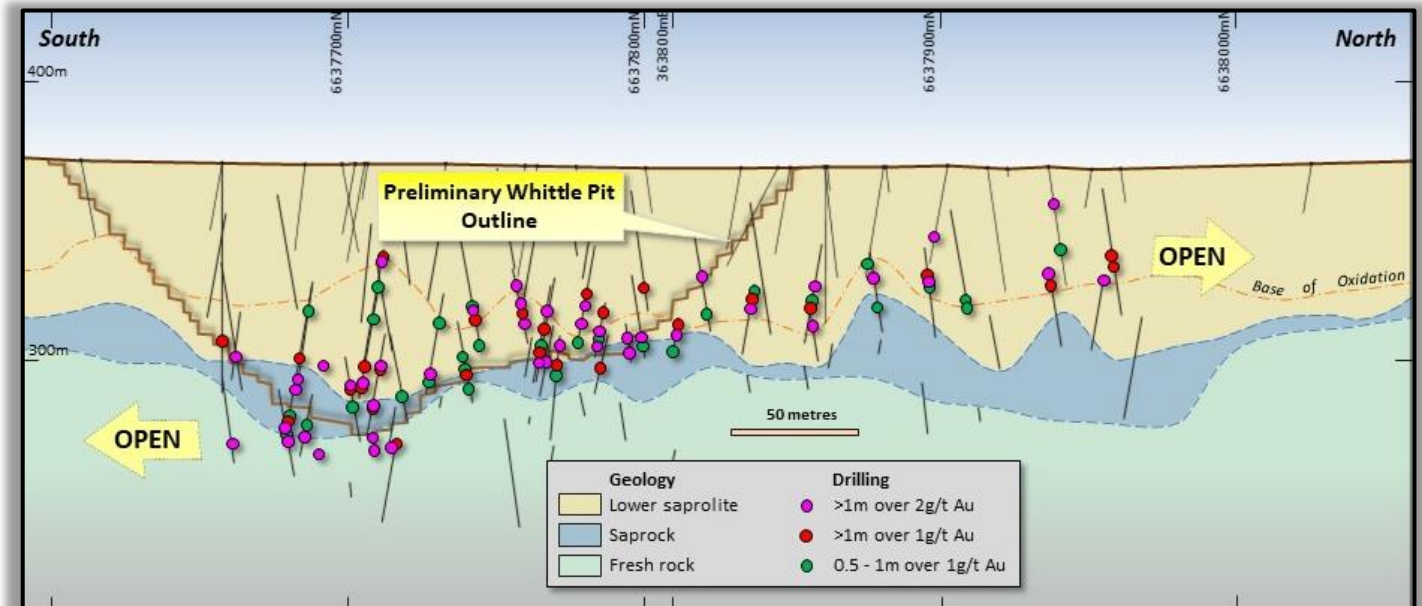 South
North
6637700mN
6637800mN
363800mE
6637900mN
6638000mN
400m
Preliminary Whittle Pit
Outline
OPEN
Base of Oxidation
300m
50 metres
OPEN
Geology
Drilling
Lower saprolite
>1m over 2g/t Au
Saprock
>1m over 1g/t Au
Fresh rock
0.5 - 1m over 1g/t Au